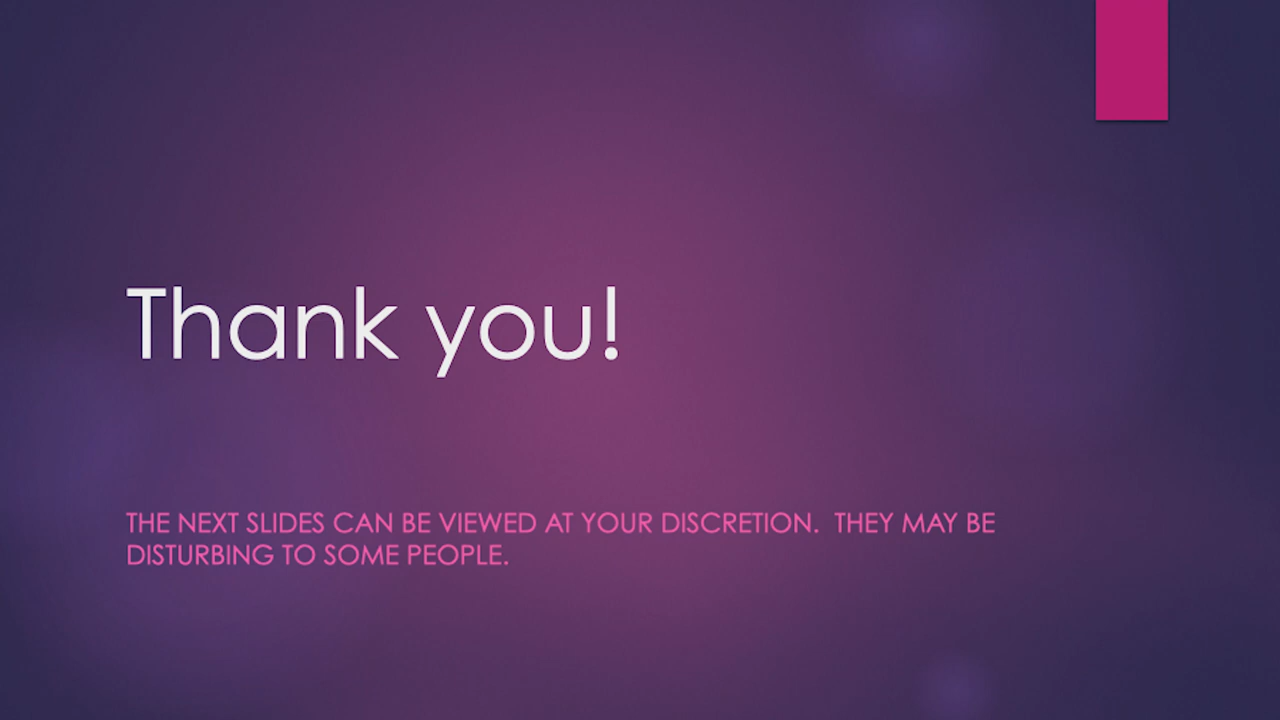 Thank you!
THE NEXT SLIDES CAN BE VIEWED AT YOUR DISCRETION.  THEY MAY BE
DISTURBING TO SOME PEOPLE.